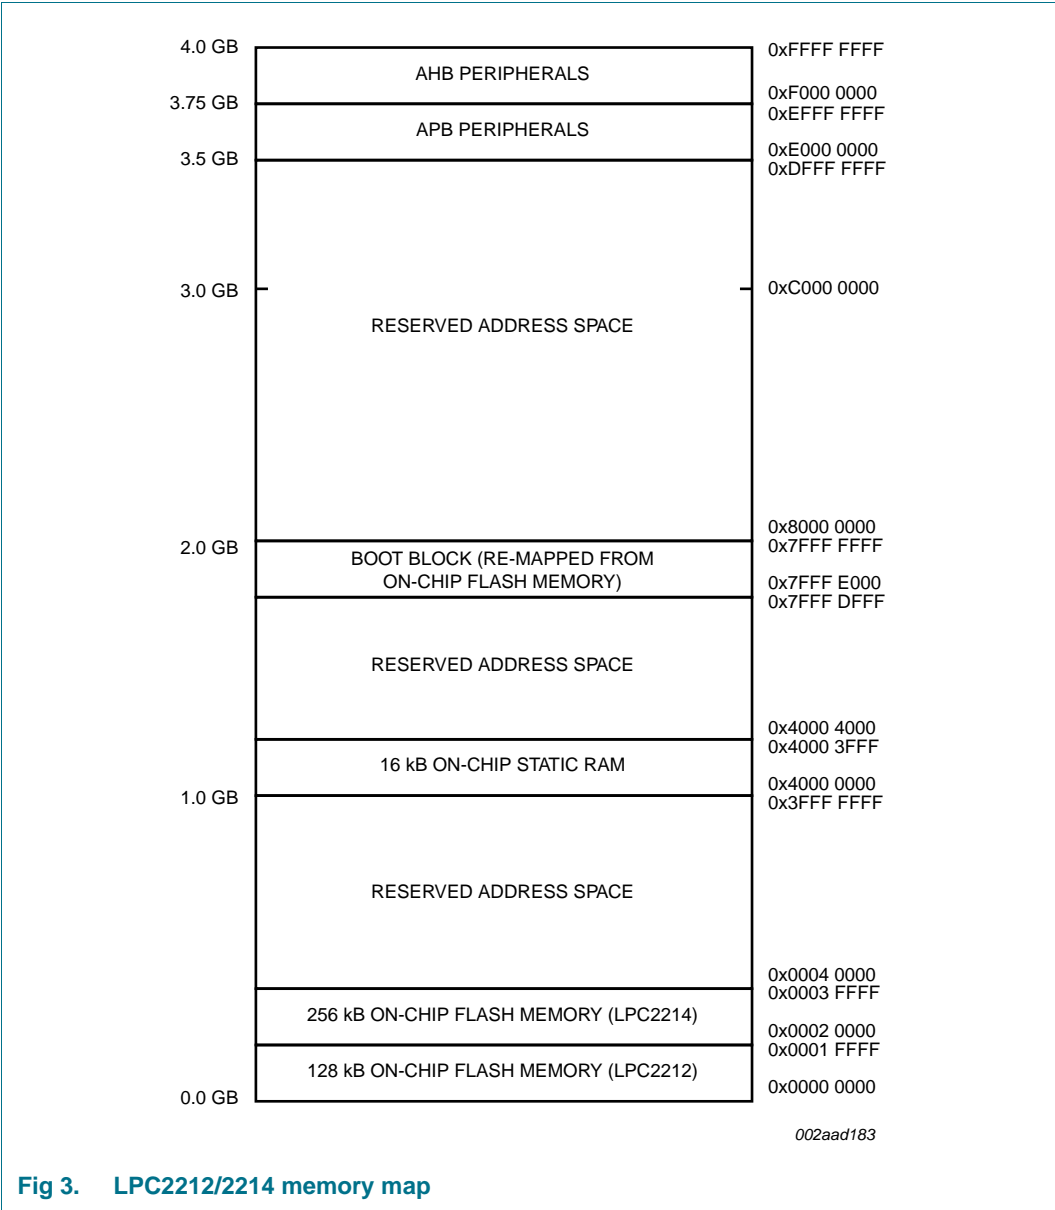 4.0 GB
0xFFFF FFFF
AHB PERIPHERALS
0xF000 0000
3.75 GB
0xEFFF FFFF
APB PERIPHERALS
0xE000 0000
3.5 GB
0xDFFF FFFF
3.0 GB
0xC000 0000
RESERVED ADDRESS SPACE
0x8000 0000
2.0 GB
0x7FFF FFFF
BOOT BLOCK (RE-MAPPED FROM
ON-CHIP FLASH MEMORY)
0x7FFF E000
0x7FFF DFFF
RESERVED ADDRESS SPACE
0x4000 4000
0x4000 3FFF
16 kB ON-CHIP STATIC RAM
0x4000 0000
1.0 GB
0x3FFF FFFF
RESERVED ADDRESS SPACE
0x0004 0000
0x0003 FFFF
256 kB ON-CHIP FLASH MEMORY (LPC2214)
0x0002 0000
0x0001 FFFF
128 kB ON-CHIP FLASH MEMORY (LPC2212)
0x0000 0000
0.0 GB
002aad183
Fig 3. LPC2212/2214 memory map